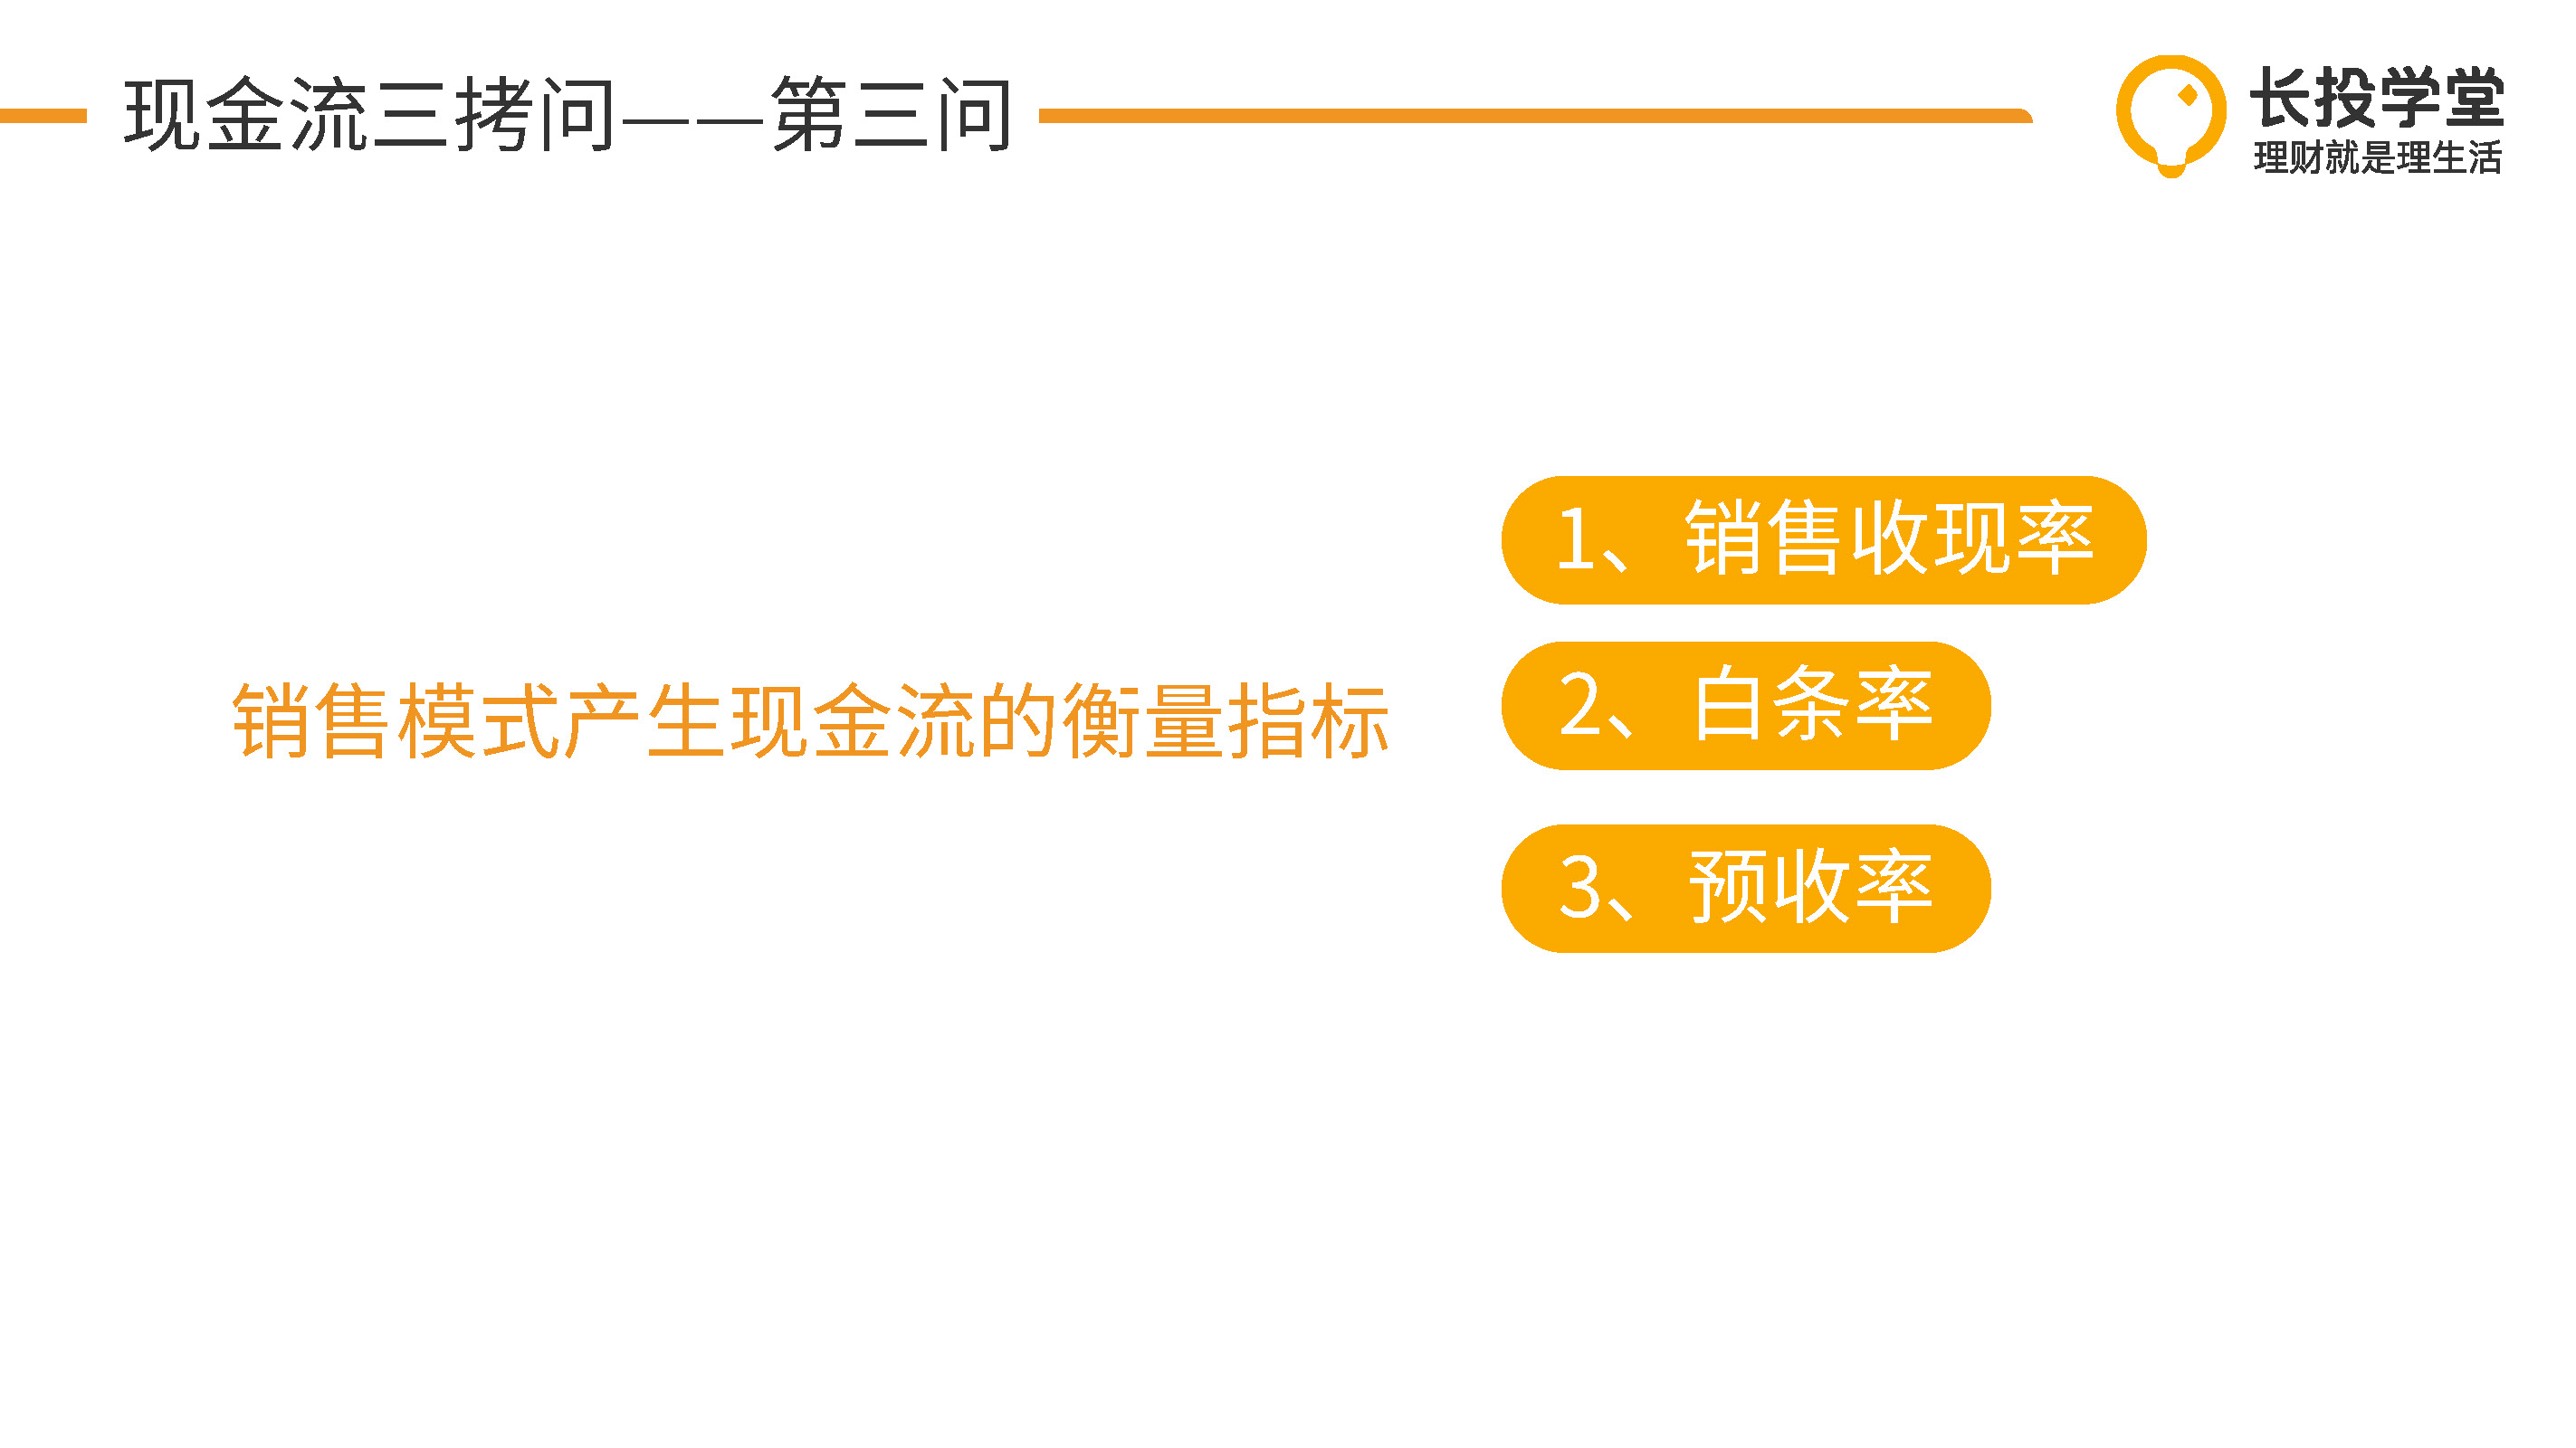 现金流三拷问——第三问
长投学堂
理财就是理生活
销售模式产生现金流的衡量指标
1、销售收现率
2、白条率
3、预收率